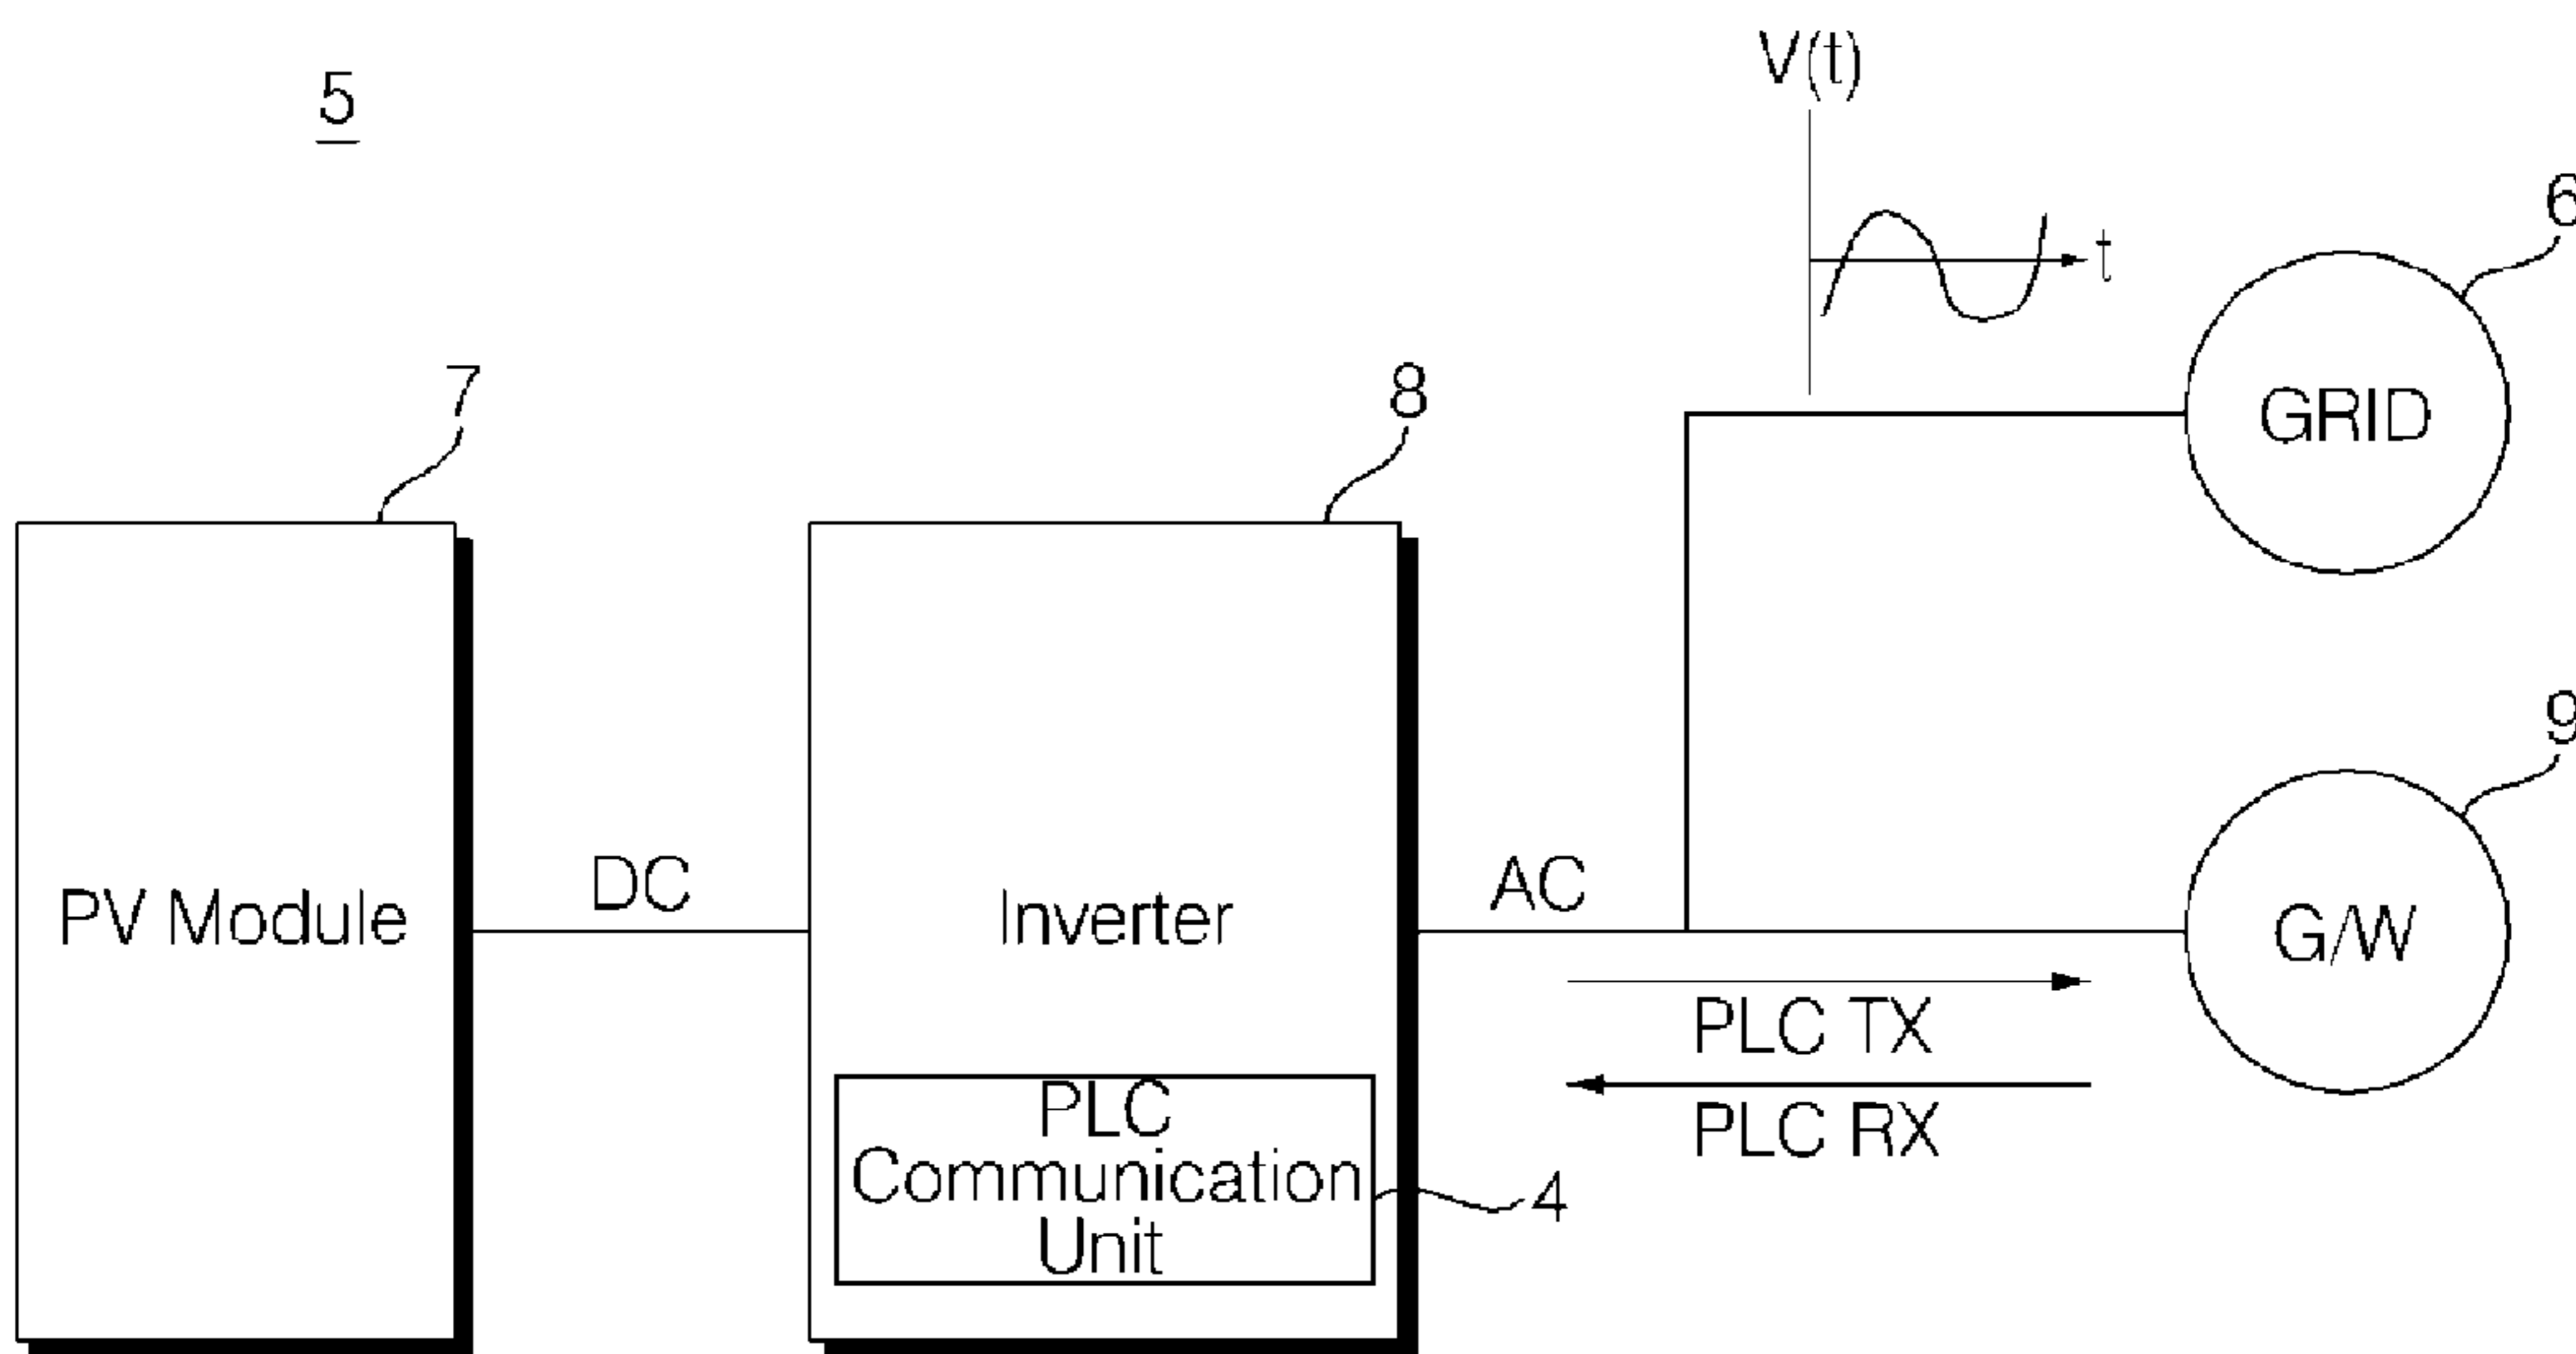 5
V(t)
t
6
GRID
7
8
9
PV Module
DC
Inverter
AC
G/W
PLC TX
PLC RX
PLC
Communication
Unit
4